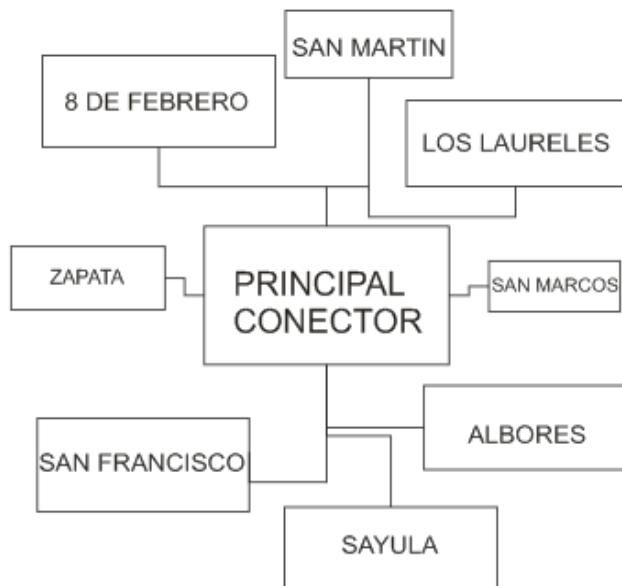 SAN MARTIN
8 DE FEBRERO
LOS LAURELES
ZAPATA
PRINCIPAL
CONECTOR
SAN MARCOS
ALBORES
SAN FRANCISCO
SAYULA